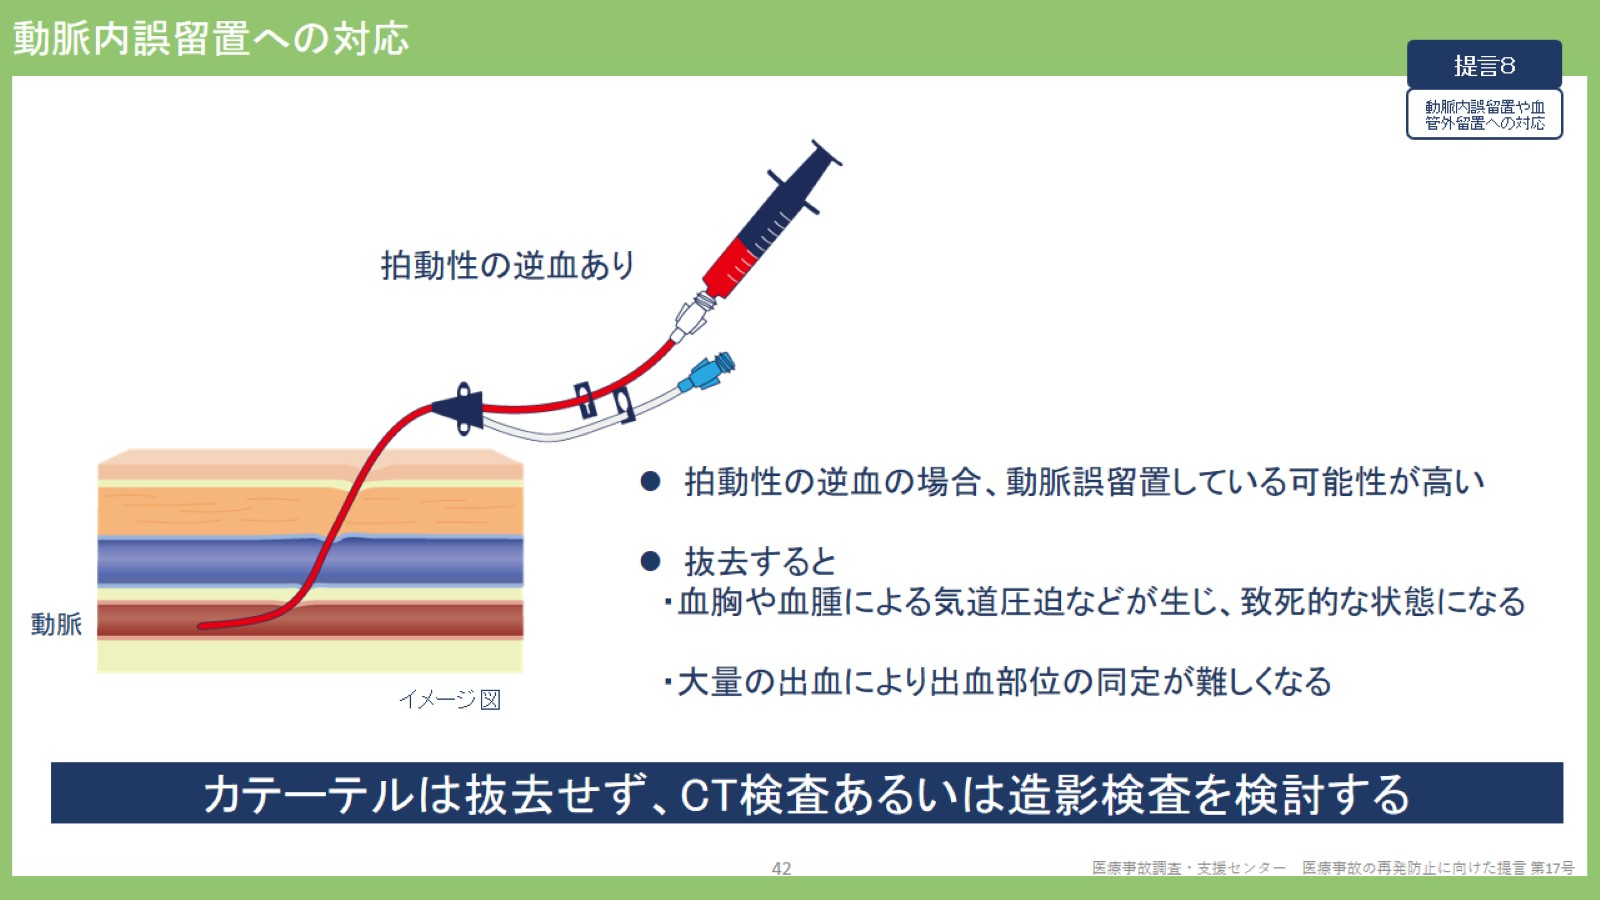 動脈内誤留置への対応
提言8
動脈内誤留置や血
管外留置への対応
拍動性の逆血あり
● 拍動性の逆血の場合、動脈誤留置している可能性が高い
● 抜去すると
・血胸や血腫による気道圧迫などが生じ、致死的な状態になる
・大量の出血により出血部位の同定が難しくなる
動脈
イメージ図
カテーテルは抜去せず、CT検査あるいは造影検査を検討する
42
医療事故調査・支援センター 医療事故の再発防止に向けた提言 第17号